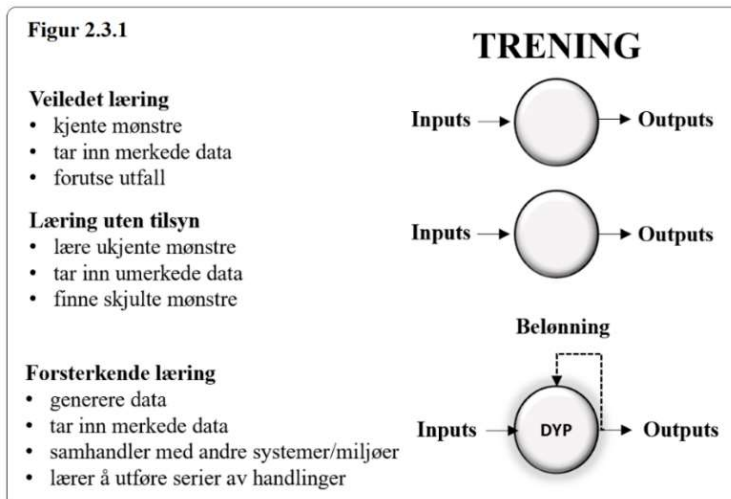 Figur 2.3.1
TRENING
Veiledet læring
• kjente mønstre
• tar inn merkede data
• forutse utfall
Inputs
Outputs
Læring uten tilsyn
• lære ukjente mønstre
• tar inn umerkede data
• finne skjulte mønstre
Inputs
Outputs
Forsterkende læring
• generere data
• tar inn merkede data
• samhandler med andre systemer/miljøer
• lærer å utføre serier av handlinger
Belønning
Inputs
DYP
Outputs